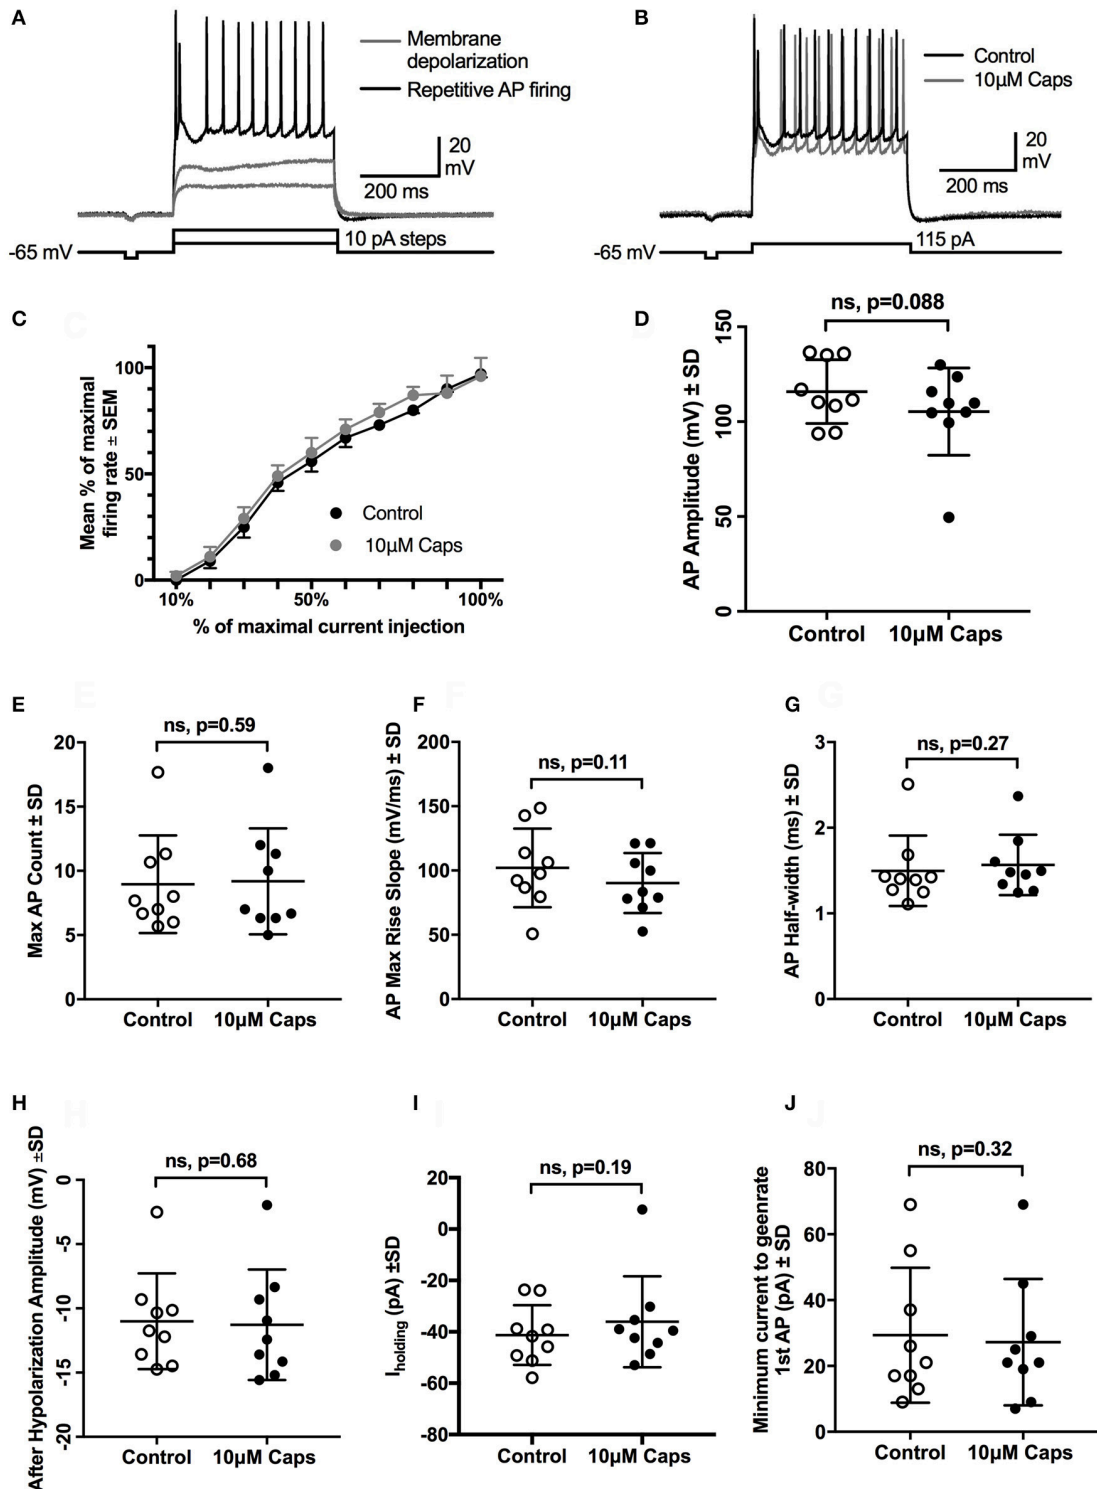 A
Membrane
depolarization
Repetitive AP firing
20
mV
200 ms
10 pA steps
-65 mV
B
Control
10µM Caps
20
mV
200 ms
115 pA
-65 mV
C
C
Mean % of maximal
firing rate ± SEM
100
50
0
Control
10µM Caps
10%
50%
100%
% of maximal current injection
D
ns, p=0.088
AP Amplitude (mV) ± SD
150
100
50
0
Control
10µM Caps
E
E
ns, p=0.59
Max AP Count ± SD
20
15
10
5
0
Control
10µM Caps
F
F
ns, p=0.11
AP Max Rise Slope (mV/ms) ± SD
200
150
100
50
0
Control
10µM Caps
G
G
ns, p=0.27
AP Half-width (ms) ± SD
3
2
1
0
Control
10µM Caps
H
H
ns, p=0.68
After Hypolarization Amplitude (mV) ±SD
0
-5
-10
-15
-20
Control
10µM Caps
I
I
ns, p=0.19
Iholding (pA) ±SD
20
0
-20
-40
-60
-80
Control
10µM Caps
J
J
ns, p=0.32
Minimum current to geenrate
1st AP (pA) ± SD
80
60
40
20
0
Control
10µM Caps